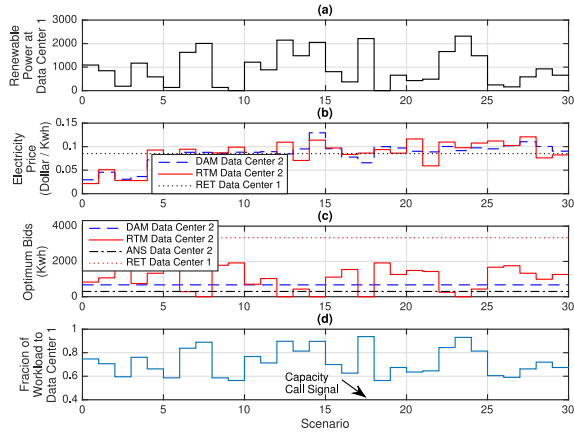 (a)
Renewable
Power at
Data Center 1
3000
2000
1000
0
0 5 10 15 20 25 30
(b)
Electricity
Price
(Dollar / Kwh)
0.15
0.1
0.05
0
DAM Data Center 2
RTM Data Center 2
RET Data Center 1
0 5 10 15 20 25 30
(c)
Optimum Bids
(Kwh)
4000
2000
0
DAM Data Center 2
RTM Data Center 2
ANS Data Center 2
RET Data Center 1
0 5 10 15 20 25 30
(d)
Fracion of
Workload to
Data Center 1
1
0.8
0.6
0.4
Capacity
Call Signal
0 5 10 15 20 25 30
Scenario